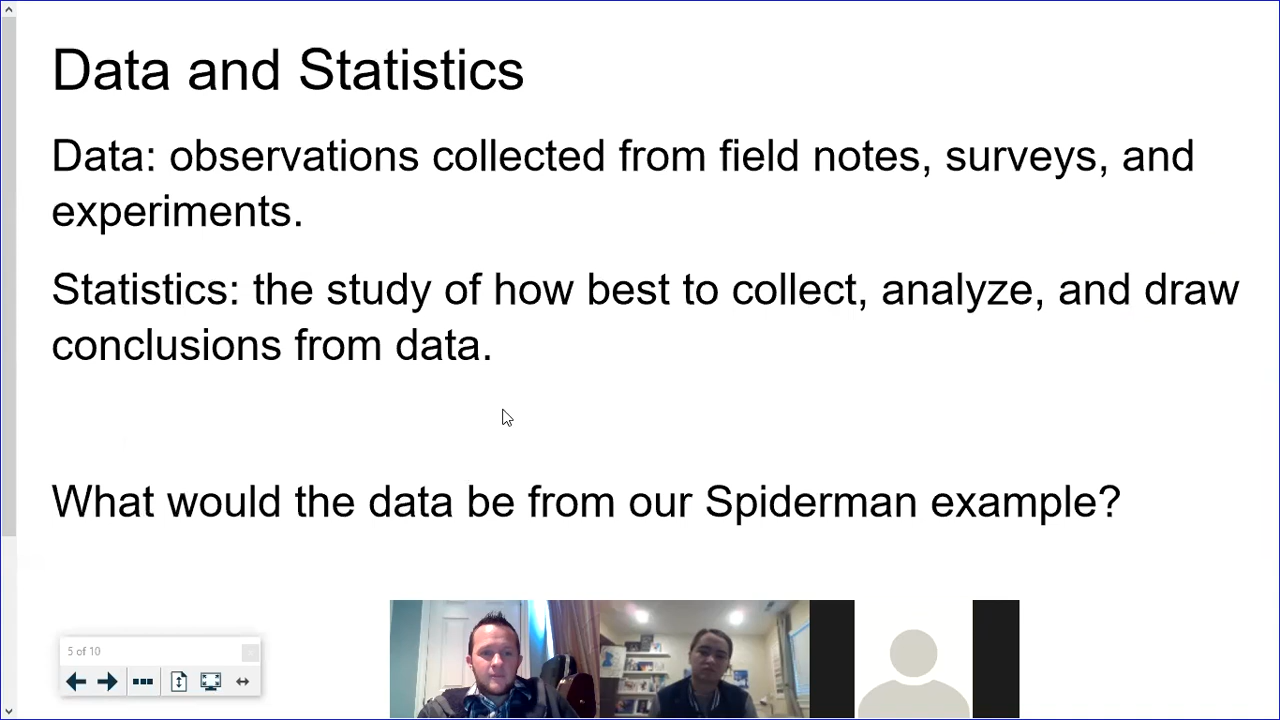 Data and Statistics
Data: observations collected from field notes, surveys, and
experiments.
Statistics: the study of how best to collect, analyze, and draw
conclusions from data.
What would the data be from our Spiderman example?
5 of 10